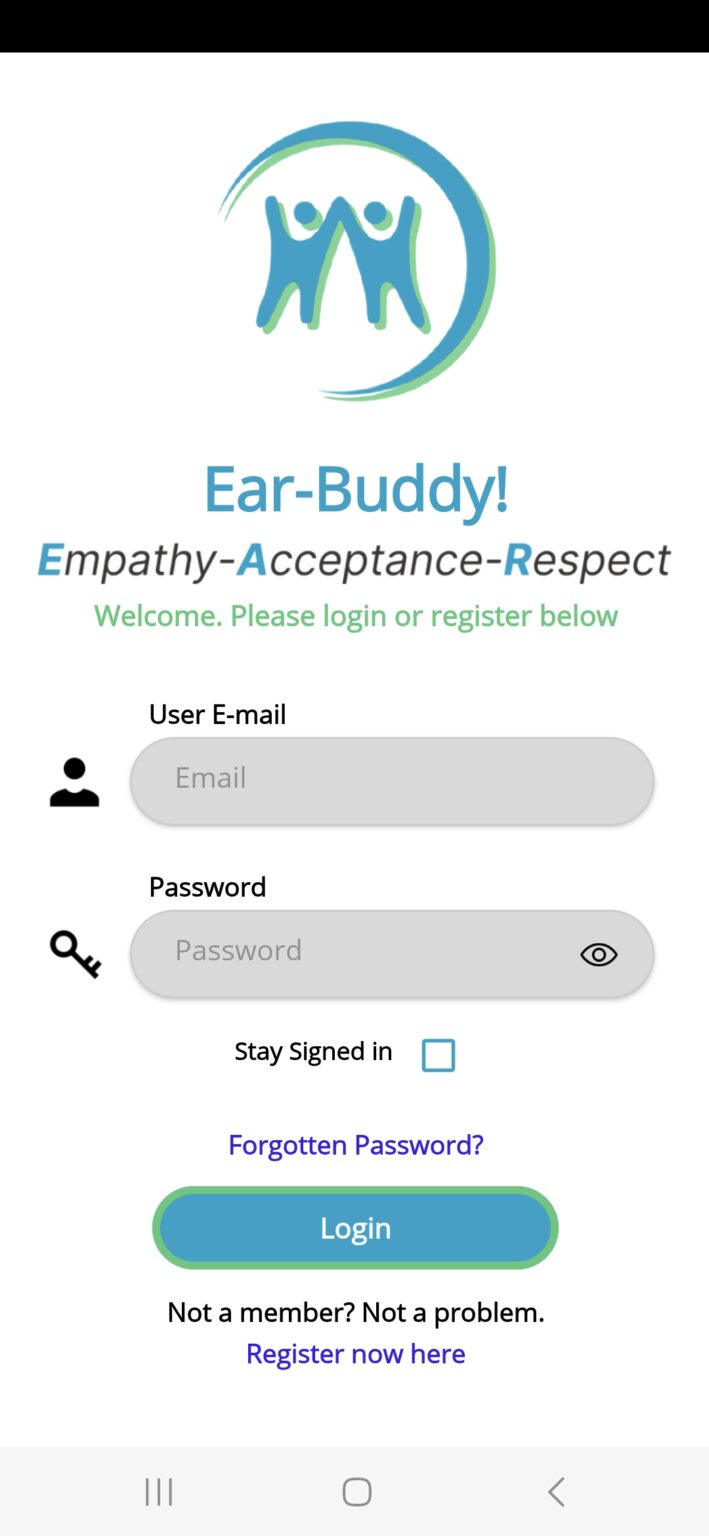 Ear-Buddy!
Empathy-Acceptance-Respect
Welcome. Please login or register below
User E-mail
Email
Password
Password
Stay Signed in
Forgotten Password?
Login
Not a member? Not a problem.
Register now here